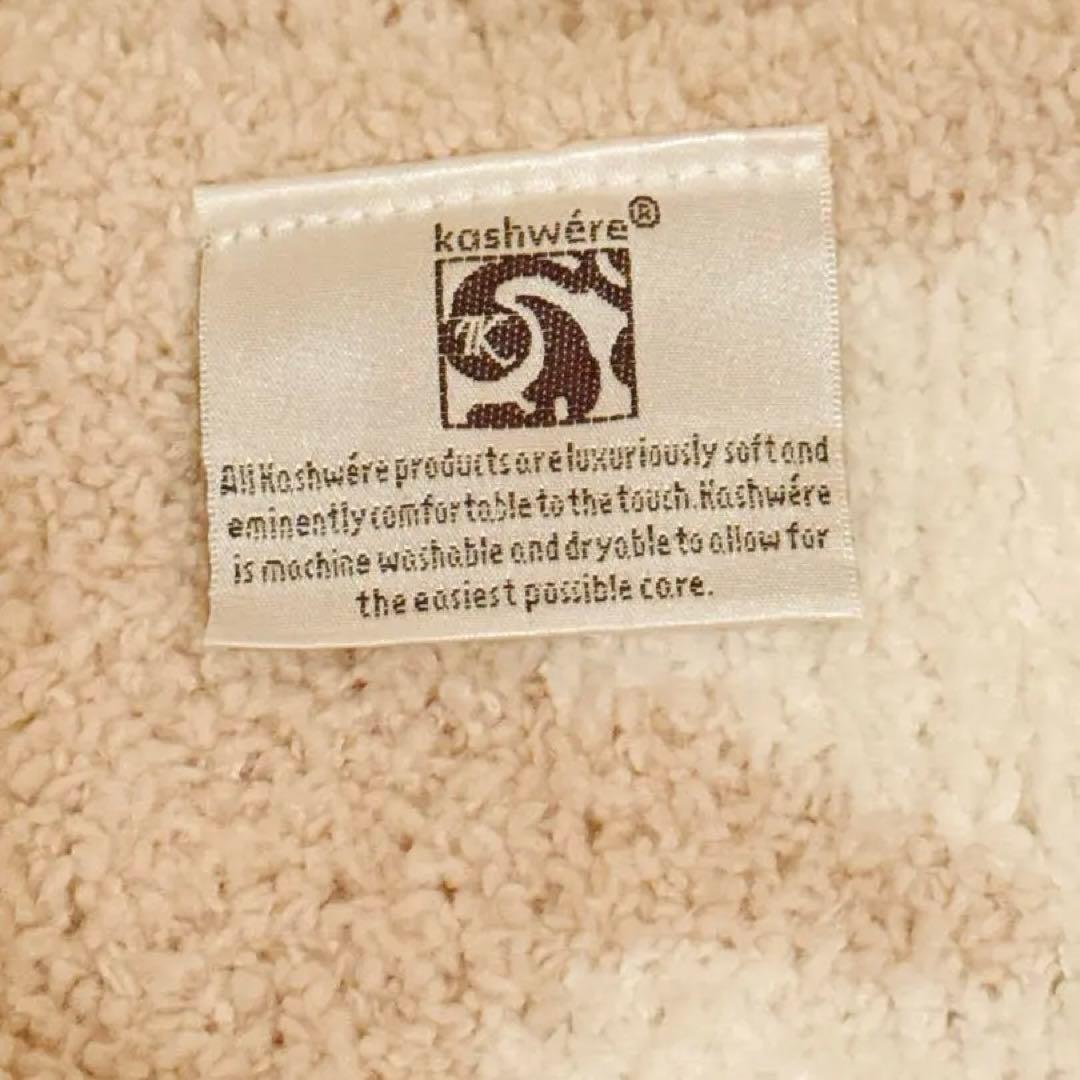 kashwére®
K
All Kashwére products are luxuriously soft and
eminently comfortable to the touch. Kashwére
is machine washable and dryable to allow for
the easiest possible care.